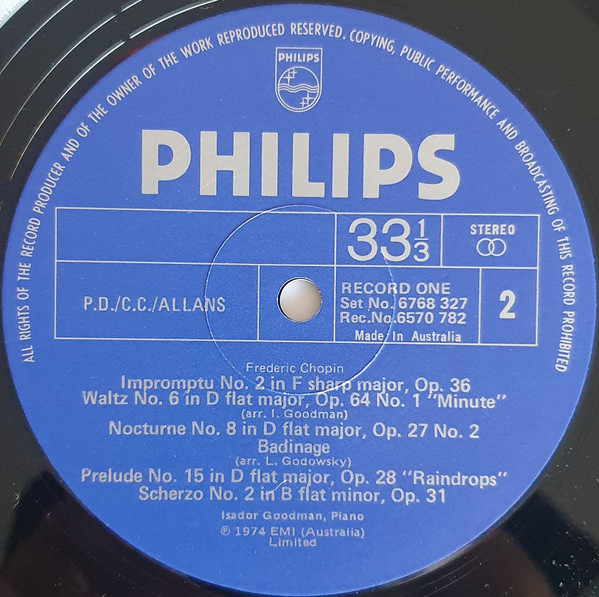 ALL RIGHTS OF THE RECORD PRODUCER AND OF THE OWNER OF THE WORK REPRODUCED RESERVED. COPYING, PUBLIC PERFORMANCE AND BROADCASTING OF THIS RECORD PROHIBITED
PHILIPS
PHILIPS
33 1/3
STEREO
P.D./C.C./ALLANS
RECORD ONE
Set No. 6768 327
Rec.No.6570 782
2
Made in Australia
Frederic Chopin
Impromptu No. 2 in F sharp major, Op. 36
Waltz No. 6 in D flat major, Op. 64 No. 1 "Minute"
(arr. I. Goodman)
Nocturne No. 8 in D flat major, Op. 27 No. 2
Badinage
(arr. L. Godowsky)
Prelude No. 15 in D flat major, Op. 28 "Raindrops"
Scherzo No. 2 in B flat minor, Op. 31
Isador Goodman, Piano
℗ 1974 EMI (Australia)
Limited